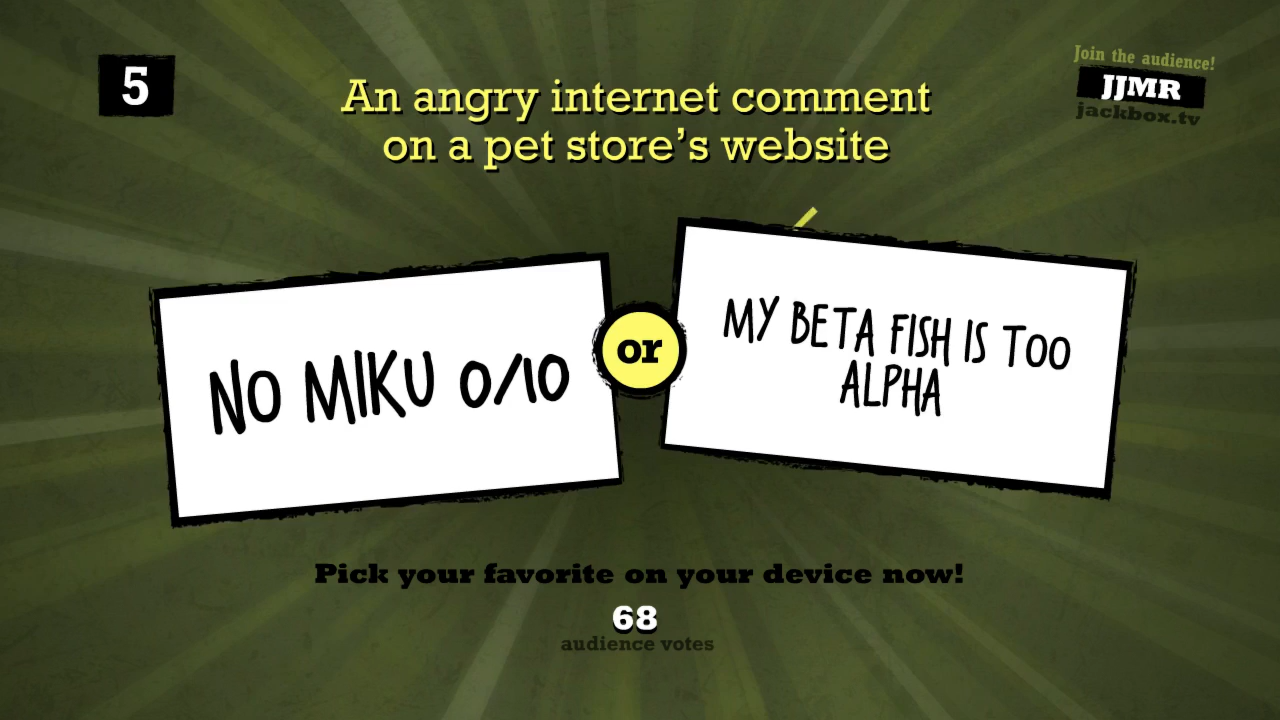 5
An angry internet comment
on a pet store's website
Join the audience!
JJMR
jackbox.tv
NO MIKU 0/10
or
MY BETA FISH IS TOO
ALPHA
Pick your favorite on your device now!
68
audience votes